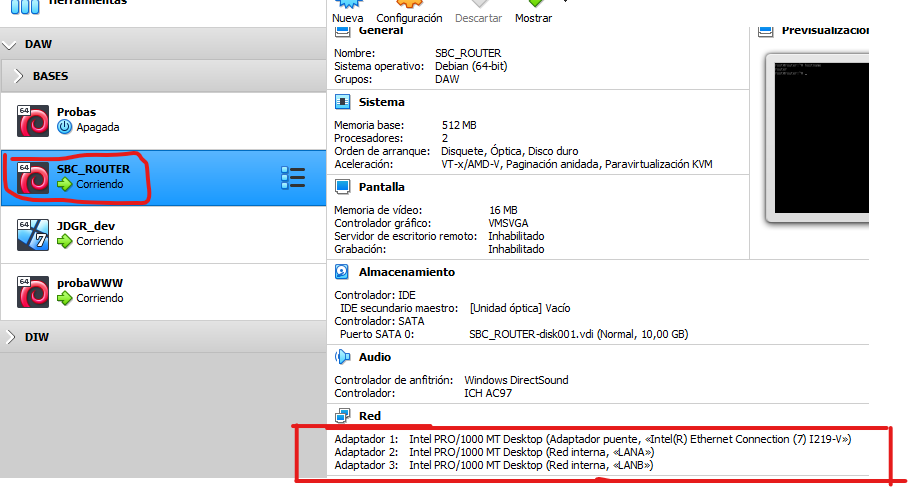 Herramientas
Nueva Configuración Descartar Mostrar
DAW
BASES
64
Probas
Apagada
64
SBC_ROUTER
Corriendo
64
7
JDGR_dev
Corriendo
64
probaWWW
Corriendo
DIW
General
Nombre: SBC_ROUTER
Sistema operativo: Debian (64-bit)
Grupos: DAW
Sistema
Memoria base: 512 MB
Procesadores: 2
Orden de arranque: Disquete, Óptica, Disco duro
Aceleración: VT-x/AMD-V, Paginación anidada, Paravirtualización KVM
Pantalla
Memoria de vídeo: 16 MB
Controlador gráfico: VMSVGA
Servidor de escritorio remoto: Inhabilitado
Grabación: Inhabilitado
Almacenamiento
Controlador: IDE
IDE secundario maestro: [Unidad óptica] Vacío
Controlador: SATA
Puerto SATA 0: SBC_ROUTER-disk001.vdi (Normal, 10,00 GB)
Audio
Controlador de anfitrión: Windows DirectSound
Controlador: ICH AC97
Red
Adaptador 1: Intel PRO/1000 MT Desktop (Adaptador puente, «Intel(R) Ethernet Connection (7) I219-V»)
Adaptador 2: Intel PRO/1000 MT Desktop (Red interna, «LANA»)
Adaptador 3: Intel PRO/1000 MT Desktop (Red interna, «LANB»)
Previsualización